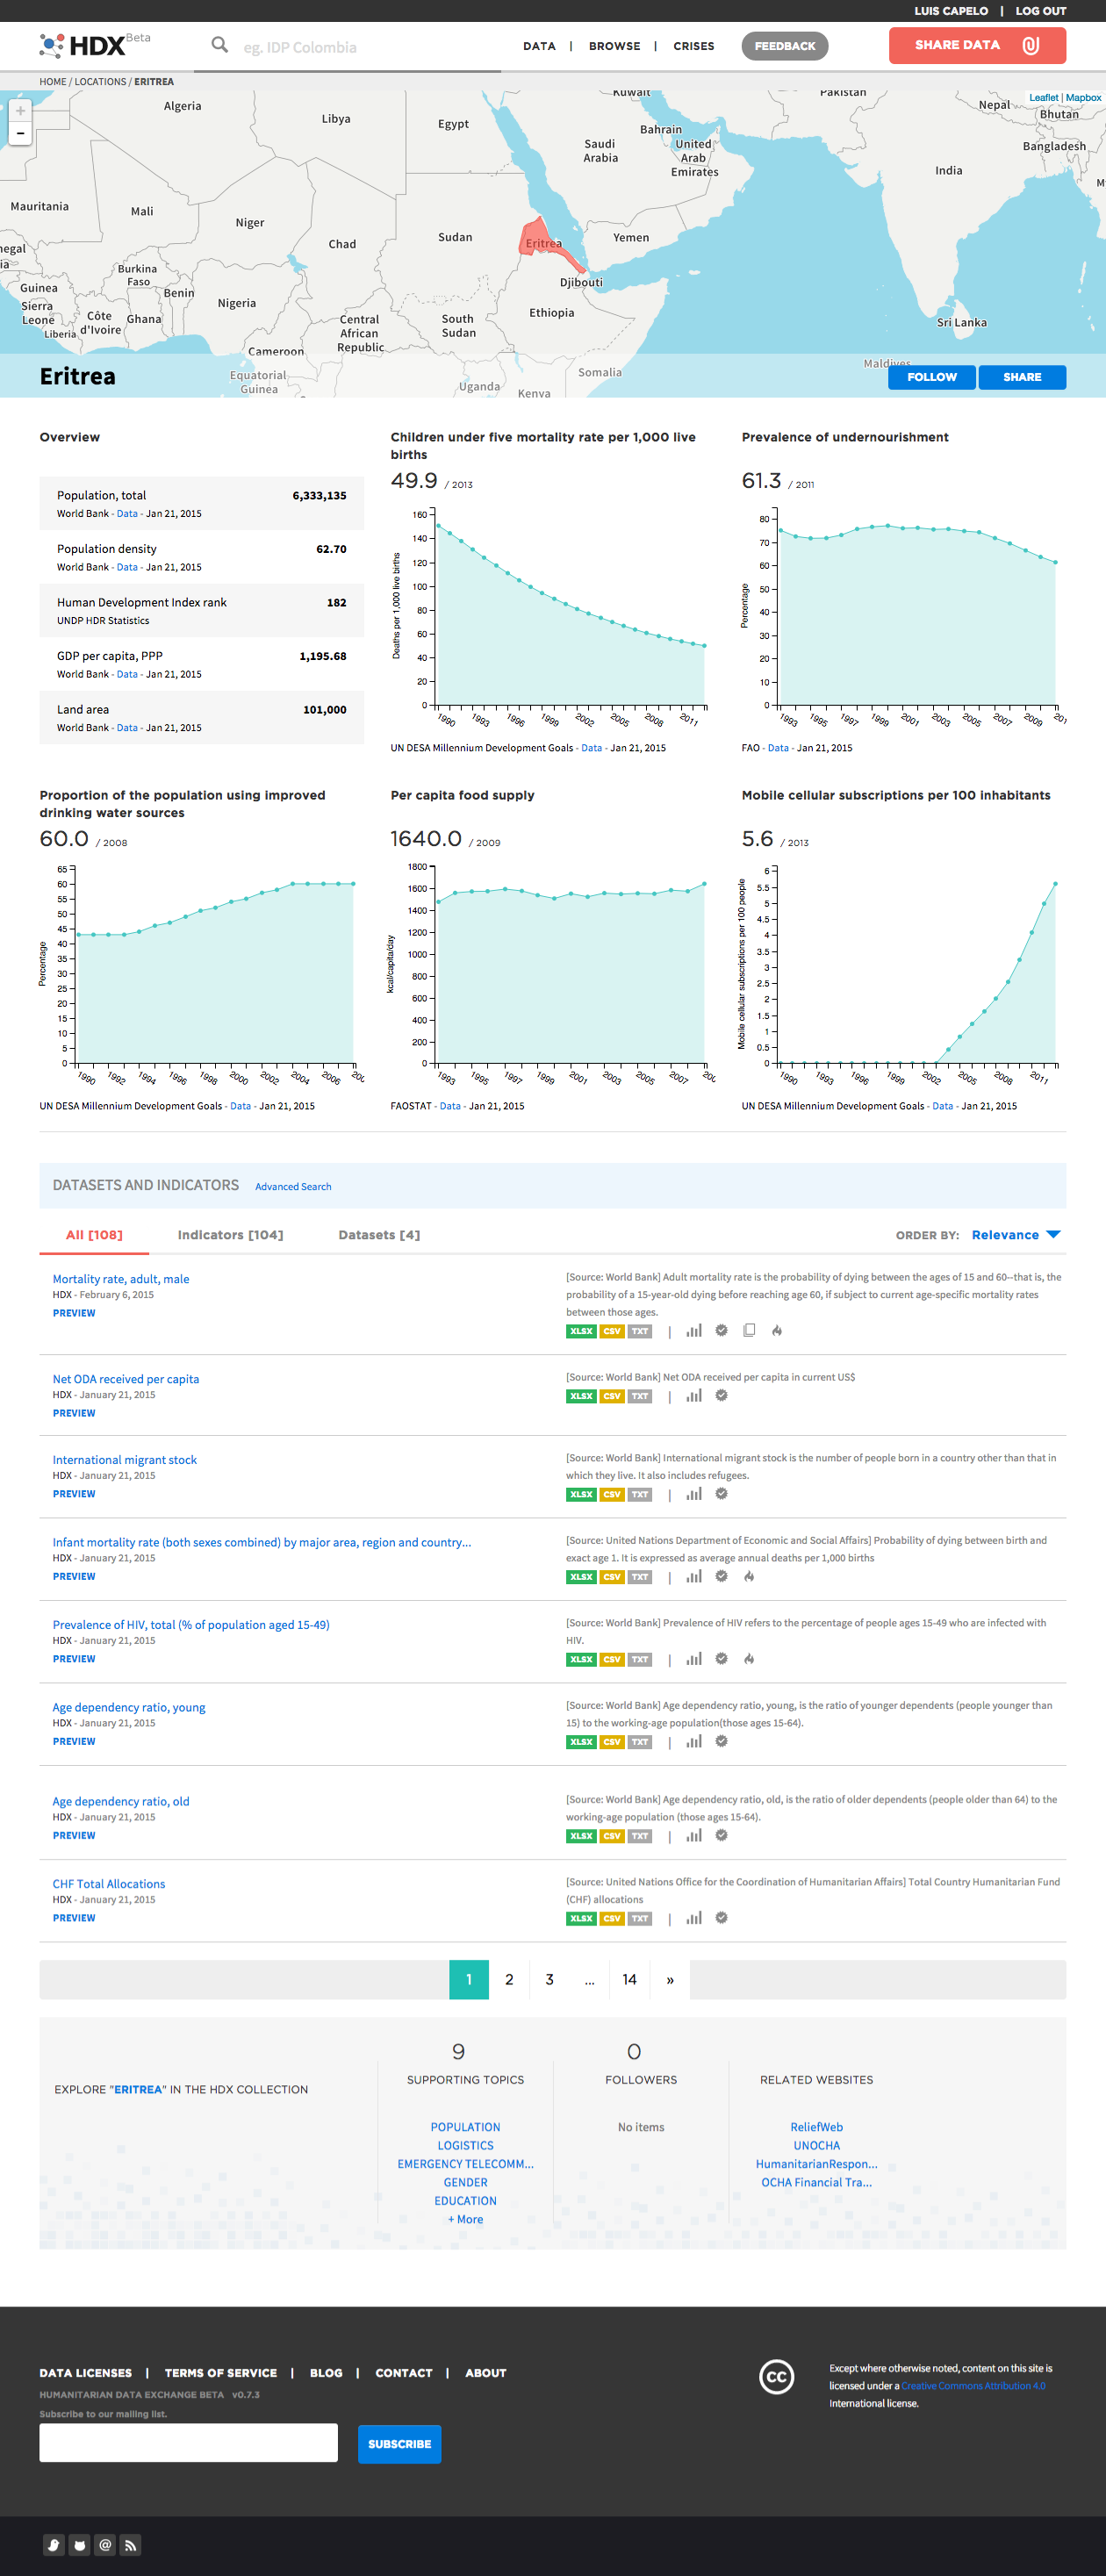 LUIS CAPELO | LOG OUT
HDX Beta
eg. IDP Colombia
DATA | BROWSE | CRISES
FEEDBACK
SHARE DATA
HOME / LOCATIONS / ERITREA
+
-
Leaflet | Mapbox
Algeria
Libya
Egypt
Kuwait
Pakistan
Nepal
Bhutan
Bahrain
Saudi
Arabia
United
Arab
Emirates
Bangladesh
India
Mauritania
Mali
Niger
Chad
Sudan
Eritrea
Yemen
Burkina
Faso
Guinea
Benin
Nigeria
Djibouti
Sierra
Leone
Liberia
Côte
d'Ivoire
Ghana
Central
African
Republic
South
Sudan
Ethiopia
Sri Lanka
Cameroon
Equatorial
Guinea
Uganda
Kenya
Somalia
Maldives
Eritrea
FOLLOW
SHARE
Overview
Population, total 6,333,135
World Bank - Data - Jan 21, 2015
Population density 62.70
World Bank - Data - Jan 21, 2015
Human Development Index rank 182
UNDP HDR Statistics
GDP per capita, PPP 1,195.68
World Bank - Data - Jan 21, 2015
Land area 101,000
World Bank - Data - Jan 21, 2015
Children under five mortality rate per 1,000 live
births
49.9 / 2013
Deaths per 1,000 live births
160
140
120
100
80
60
40
20
0
1990 1993 1996 1999 2002 2005 2008 2011
UN DESA Millennium Development Goals - Data - Jan 21, 2015
Prevalence of undernourishment
61.3 / 2011
Percentage
80
70
60
50
40
30
20
10
0
1993 1995 1997 1999 2001 2003 2005 2007 2009 201
FAO - Data - Jan 21, 2015
Proportion of the population using improved
drinking water sources
60.0 / 2008
Percentage
65
60
55
50
45
40
35
30
25
20
15
10
5
0
1990 1992 1994 1996 1998 2000 2002 2004 2006 200
UN DESA Millennium Development Goals - Data - Jan 21, 2015
Per capita food supply
1640.0 / 2009
kcal/capita/day
1800
1600
1400
1200
1000
800
600
400
200
0
1993 1995 1997 1999 2001 2003 2005 2007 200
FAOSTAT - Data - Jan 21, 2015
Mobile cellular subscriptions per 100 inhabitants
5.6 / 2013
Mobile cellular subscriptions per 100 people
6
5.5
5
4.5
4
3.5
3
2.5
2
1.5
1
0.5
0
1990 1993 1996 1999 2002 2005 2008 2011
UN DESA Millennium Development Goals - Data - Jan 21, 2015
DATASETS AND INDICATORS Advanced Search
All [108] Indicators [104] Datasets [4] ORDER BY: Relevance
Mortality rate, adult, male
HDX - February 6, 2015
PREVIEW
[Source: World Bank] Adult mortality rate is the probability of dying between the ages of 15 and 60--that is, the
probability of a 15-year-old dying before reaching age 60, if subject to current age-specific mortality rates
between those ages.
XLSX CSV TXT |
Net ODA received per capita
HDX - January 21, 2015
PREVIEW
[Source: World Bank] Net ODA received per capita in current US$
XLSX CSV TXT |
International migrant stock
HDX - January 21, 2015
PREVIEW
[Source: World Bank] International migrant stock is the number of people born in a country other than that in
which they live. It also includes refugees.
XLSX CSV TXT |
Infant mortality rate (both sexes combined) by major area, region and country...
HDX - January 21, 2015
PREVIEW
[Source: United Nations Department of Economic and Social Affairs] Probability of dying between birth and
exact age 1. It is expressed as average annual deaths per 1,000 births
XLSX CSV TXT |
Prevalence of HIV, total (% of population aged 15-49)
HDX - January 21, 2015
PREVIEW
[Source: World Bank] Prevalence of HIV refers to the percentage of people ages 15-49 who are infected with
HIV.
XLSX CSV TXT |
Age dependency ratio, young
HDX - January 21, 2015
PREVIEW
[Source: World Bank] Age dependency ratio, young, is the ratio of younger dependents (people younger than
15) to the working-age population(those ages 15-64).
XLSX CSV TXT |
Age dependency ratio, old
HDX - January 21, 2015
PREVIEW
[Source: World Bank] Age dependency ratio, old, is the ratio of older dependents (people older than 64) to the
working-age population (those ages 15-64).
XLSX CSV TXT |
CHF Total Allocations
HDX - January 21, 2015
PREVIEW
[Source: United Nations Office for the Coordination of Humanitarian Affairs] Total Country Humanitarian Fund
(CHF) allocations
XLSX CSV TXT |
1 2 3 ... 14 »
EXPLORE "ERITREA" IN THE HDX COLLECTION
9
SUPPORTING TOPICS
POPULATION
LOGISTICS
EMERGENCY TELECOMM...
GENDER
EDUCATION
+ More
0
FOLLOWERS
No items
RELATED WEBSITES
ReliefWeb
UNOCHA
HumanitarianRespon...
OCHA Financial Tra...
DATA LICENSES | TERMS OF SERVICE | BLOG | CONTACT | ABOUT
HUMANITARIAN DATA EXCHANGE BETA v0.7.3
Subscribe to our mailing list.
SUBSCRIBE
cc
Except where otherwise noted, content on this site is
licensed under a Creative Commons Attribution 4.0
International license.
@